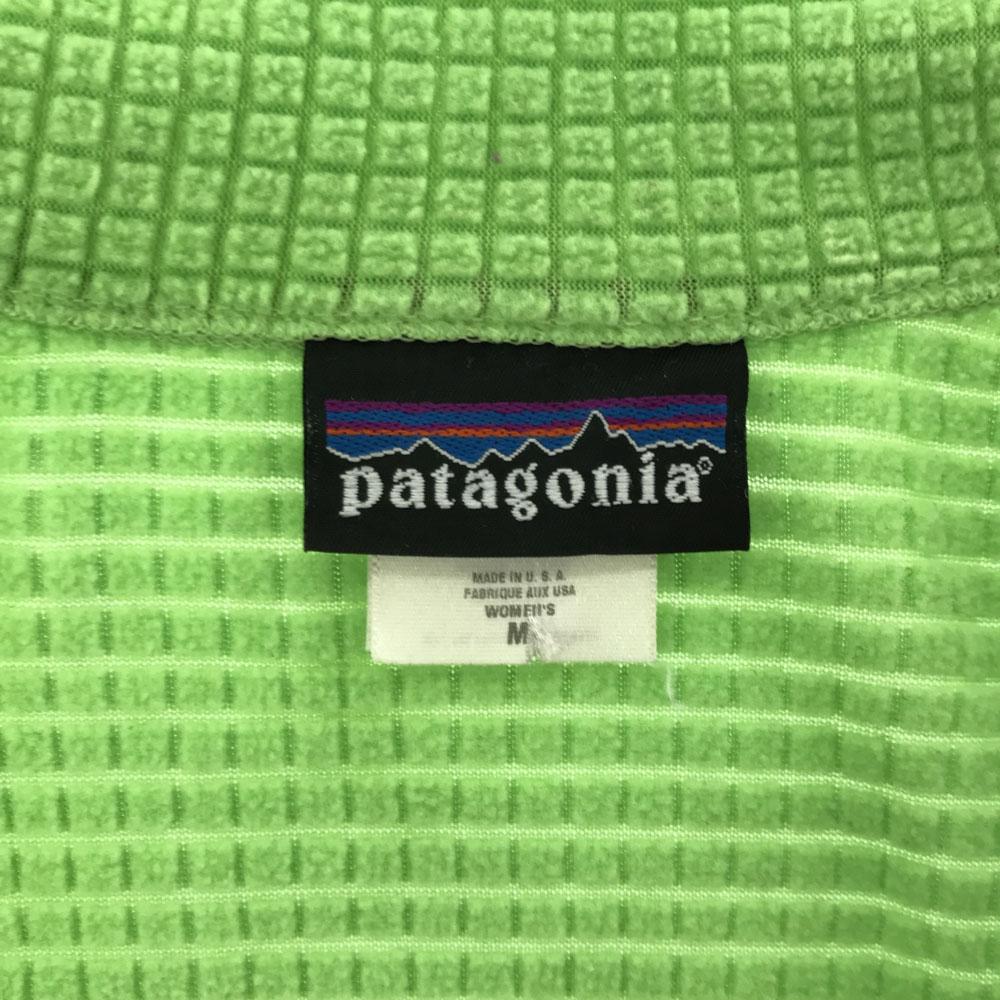 patagonia®
MADE IN U. S. A.
FABRIQUE AUX USA
WOMEN'S
M